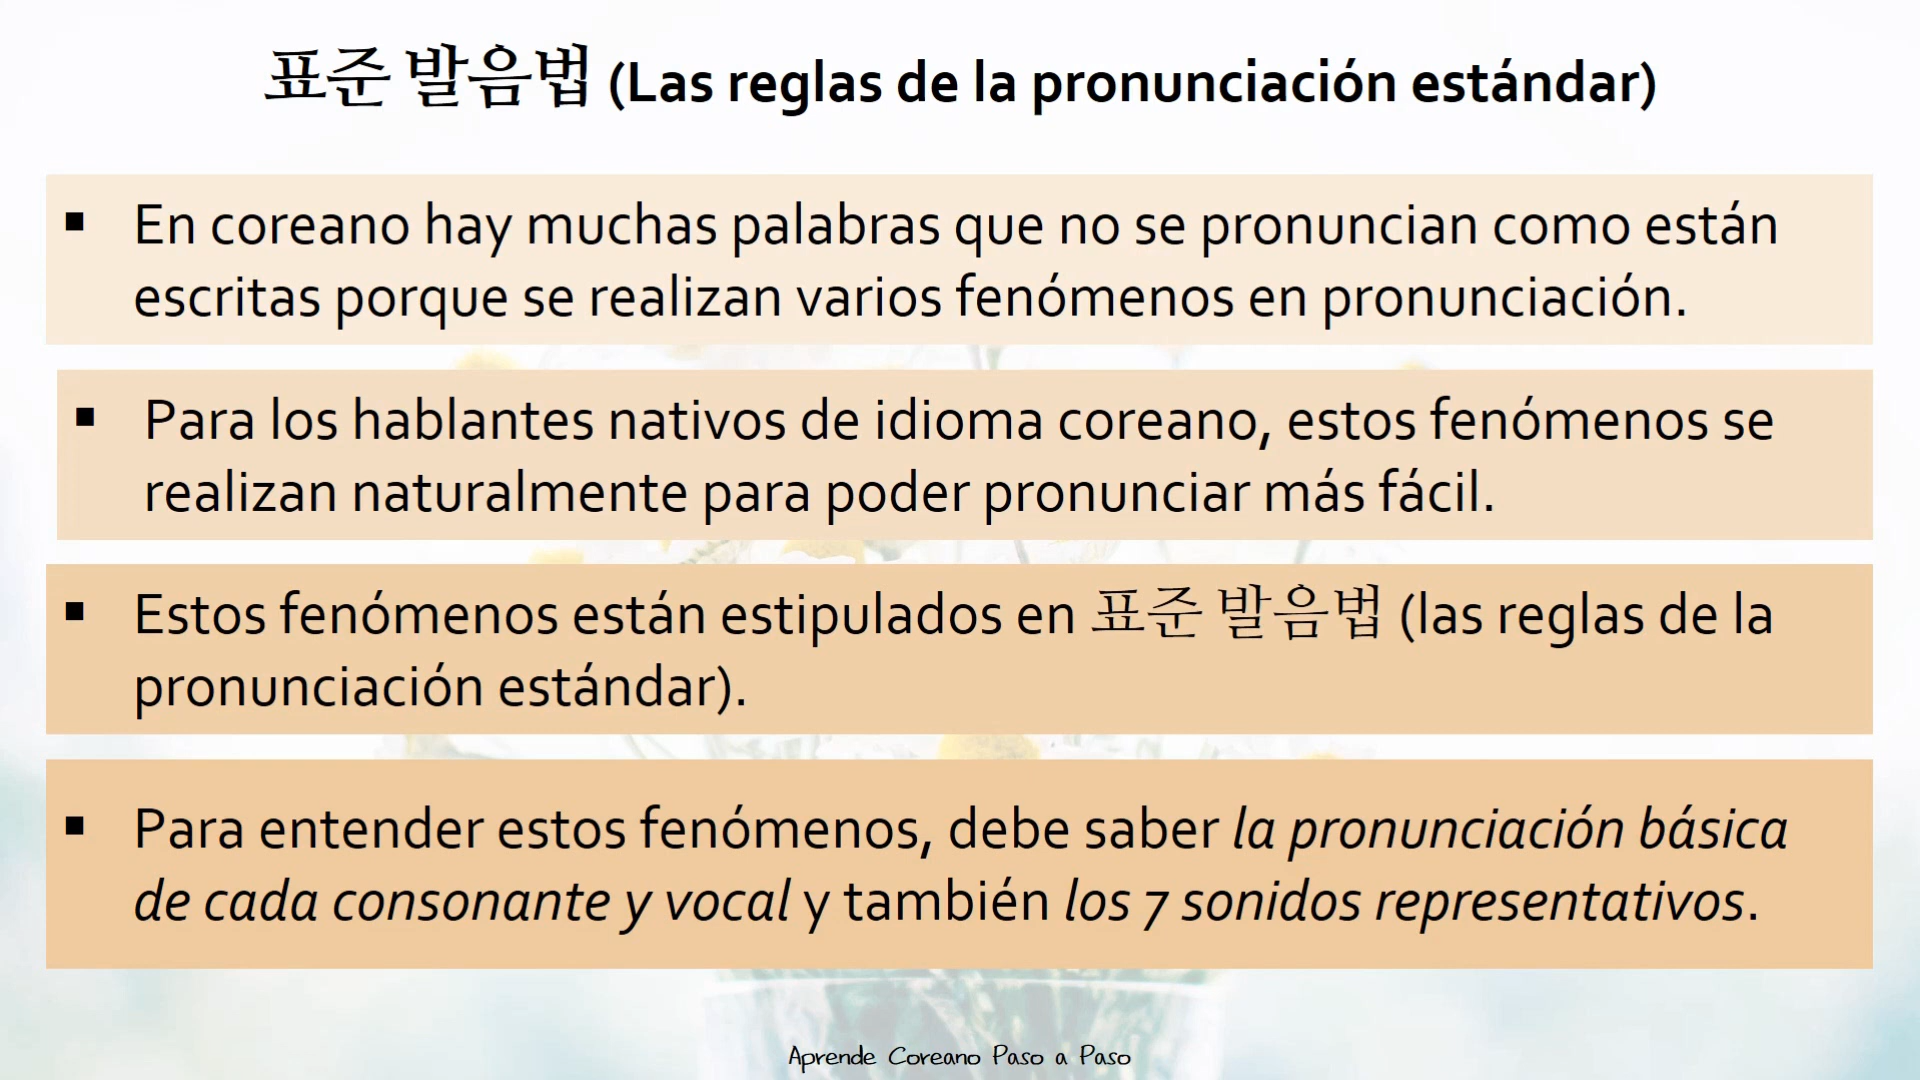 표준 발음법 (Las reglas de la pronunciación estándar)
▪ En coreano hay muchas palabras que no se pronuncian como están
escritas porque se realizan varios fenómenos en pronunciación.
▪ Para los hablantes nativos de idioma coreano, estos fenómenos se
realizan naturalmente para poder pronunciar más fácil.
▪ Estos fenómenos están estipulados en 표준 발음법 (las reglas de la
pronunciación estándar).
▪ Para entender estos fenómenos, debe saber la pronunciación básica
de cada consonante y vocal y también los 7 sonidos representativos.
Aprende Coreano Paso a Paso